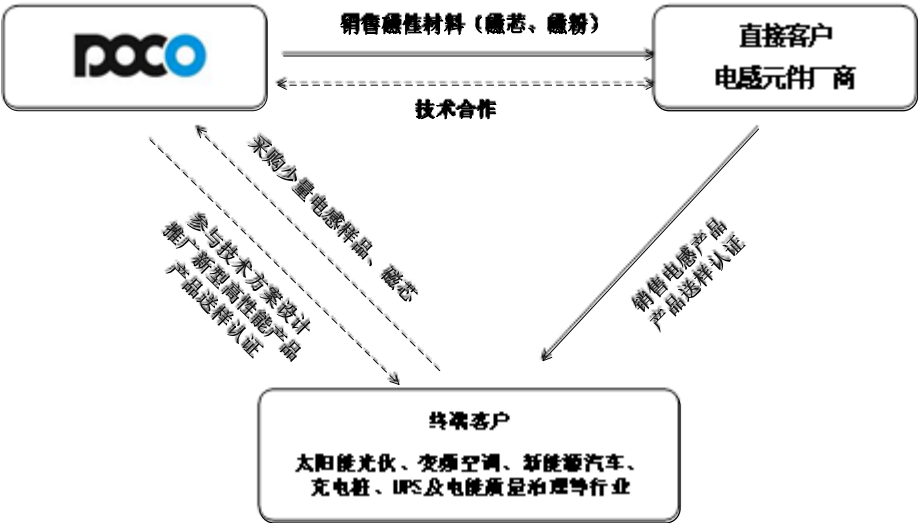 POCO
销售磁性材料（磁芯、磁粉）
直接客户
电感元件厂商
技术合作
采购少量电感样品、磁芯
参与技术方案设计
推广新型高性能产品
产品送样认证
销售电感产品
产品送样认证
终端客户
太阳能光伏、变频空调、新能源汽车、
充电桩、UPS及电能质量治理等行业